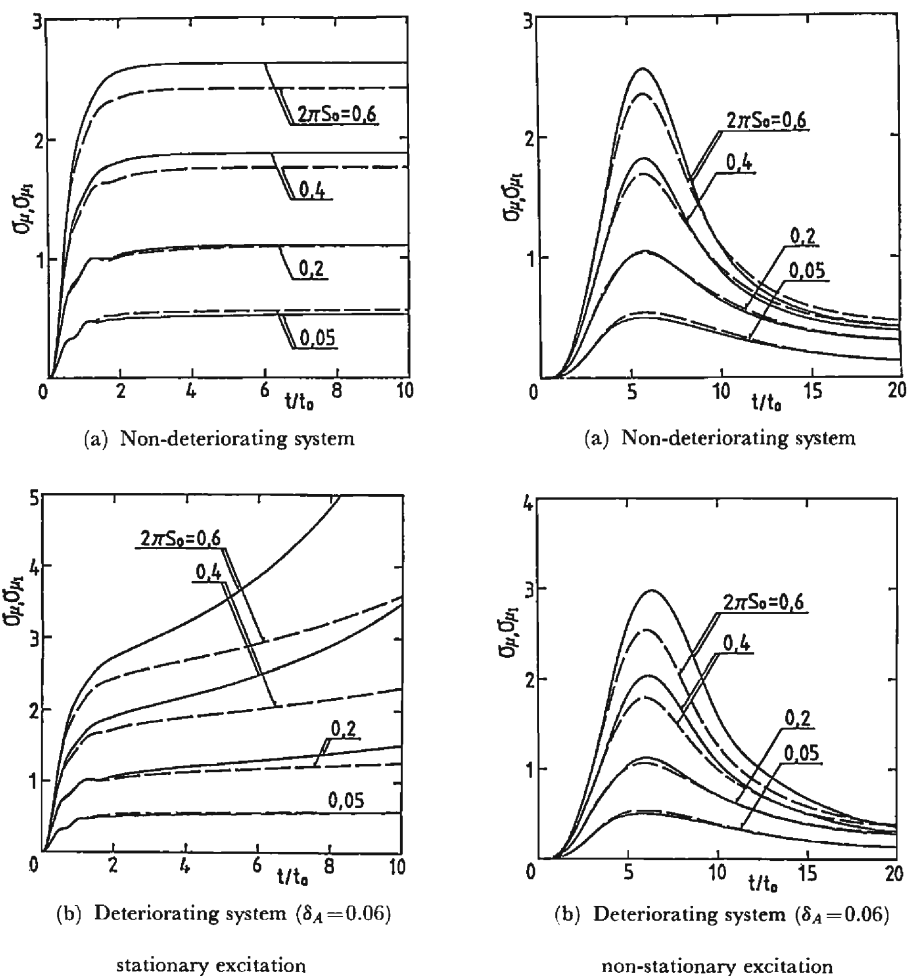 3
2
1
0
2
4
6
8
10
σμ,σμ₁
t/t₀
2πS₀=0,6
0,4
0,2
0,05
(a) Non-deteriorating system
3
2
1
0
5
10
15
20
σμ,σμ₁
t/t₀
2πS₀=0,6
0,4
0,2
0,05
(a) Non-deteriorating system
5
4
3
2
1
0
2
4
6
8
10
σμ,σμ₁
t/t₀
2πS₀=0,6
0,4
0,2
0,05
(b) Deteriorating system (δ_A=0.06)
stationary excitation
4
3
2
1
0
5
10
15
20
σμ,σμ₁
t/t₀
2πS₀=0,6
0,4
0,2
0,05
(b) Deteriorating system (δ_A=0.06)
non-stationary excitation